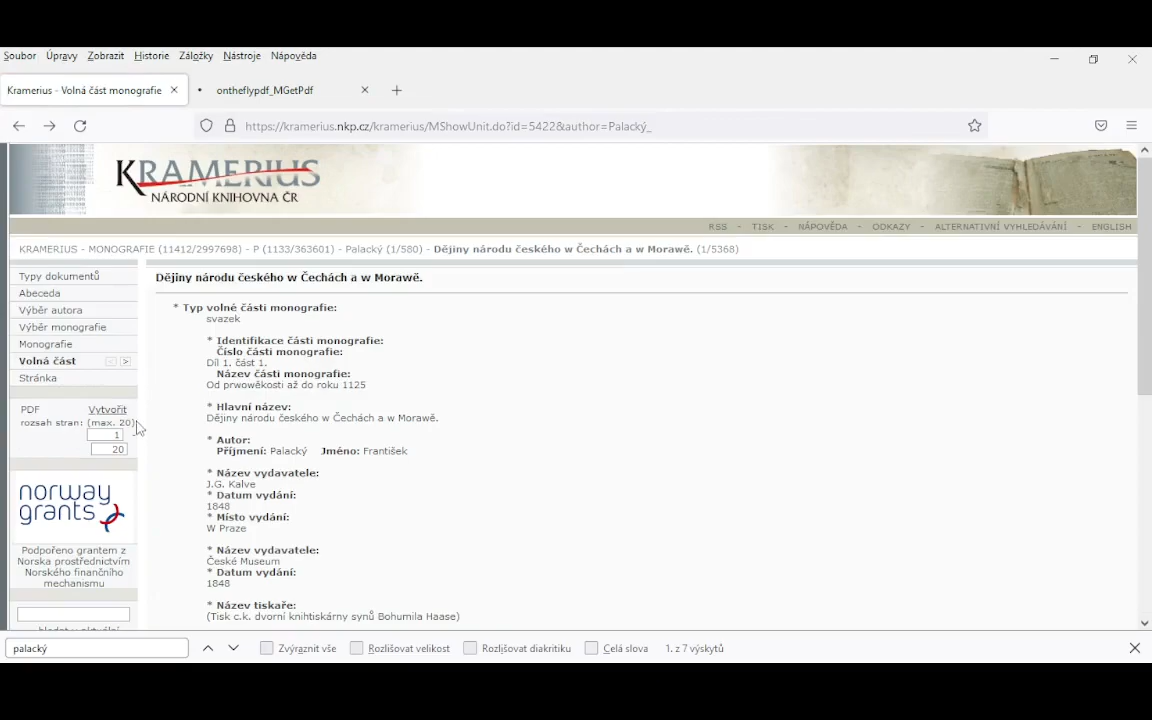 Soubor Úpravy Zobrazit Historie Záložky Nástroje Nápověda
Kramerius - Volná část monografie
ontheflypdf_MGetPdf
https://kramerius.nkp.cz/kramerius/MShowUnit.do?id=5422&author=Palacký_
KRAMERIUS
NÁRODNÍ KNIHOVNA ČR
RSS - TISK - NÁPOVĚDA - ODKAZY - ALTERNATIVNÍ VYHLEDÁVÁNÍ - ENGLISH
KRAMERIUS - MONOGRAFIE (11412/2997698) - P (1133/363601) - Palacký (1/580) - Dějiny národu českého w Čechách a w Morawě. (1/5368)
Typy dokumentů
Abeceda
Výběr autora
Výběr monografie
Monografie
Volná část < >
Stránka
PDF Vytvořit
rozsah stran: (max. 20)
1 -
20
norway
grants
Podpořeno grantem z
Norska prostřednictvím
Norského finančního
mechanismu
Dějiny národu českého w Čechách a w Morawě.
* Typ volné části monografie:
svazek
* Identifikace části monografie:
Číslo části monografie:
Díl 1. část 1.
Název části monografie:
Od prwowěkosti až do roku 1125
* Hlavní název:
Dějiny národu českého w Čechách a w Morawě.
* Autor:
Příjmení: Palacký Jméno: František
* Název vydavatele:
J.G. Kalve
* Datum vydání:
1848
* Místo vydání:
W Praze
* Název vydavatele:
České Museum
* Datum vydání:
1848
* Název tiskaře:
(Tisk c.k. dvorní knihtiskárny synů Bohumila Haase)
palacký
Zvýraznit vše Rozlišovat velikost Rozlišovat diakritiku Celá slova 1. z 7 výskytů